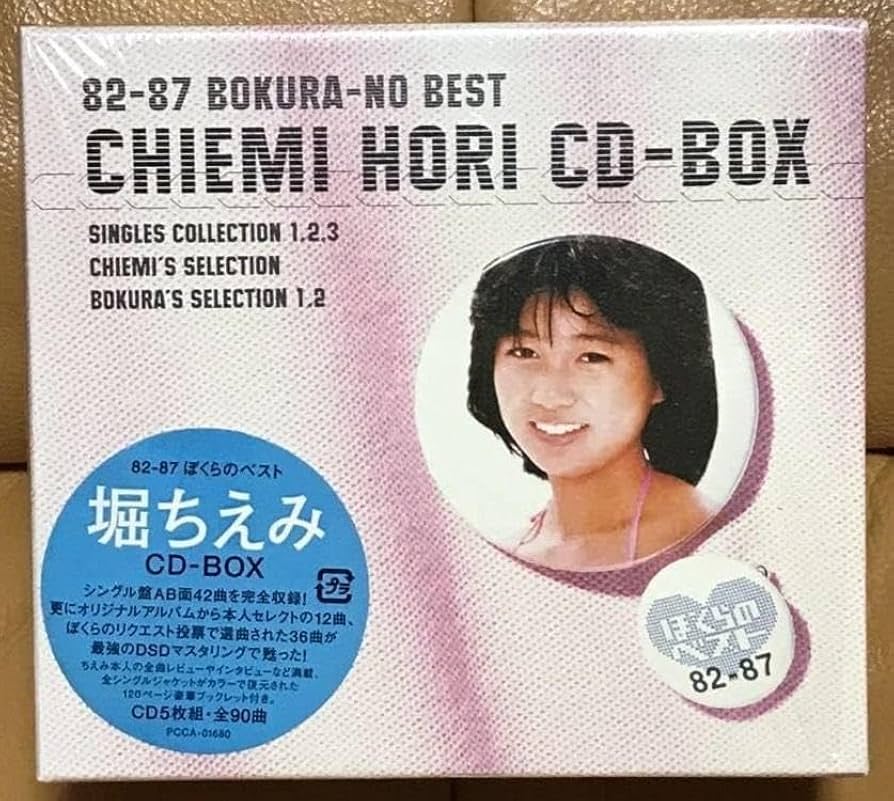 82-87 BOKURA-NO BEST
CHIEMI HORI CD-BOX
SINGLES COLLECTION 1.2.3
CHIEMI'S SELECTION
BOKURA'S SELECTION 1.2
82-87 ぼくらのベスト
堀ちえみ
CD-BOX
プラ
シングル盤AB面42曲を完全収録!
更にオリジナルアルバムから本人セレクトの12曲、
ぼくらのリクエスト投票で選曲された36曲が
最強のDSDマスタリングで甦った!
ちえみ本人の全曲レビューやインタビューなど満載、
全シングルジャケットがカラーで復元された
120ページ豪華ブックレット付き。
CD5枚組・全90曲
PCCA-01680
ぼくらの
ベスト
82-87